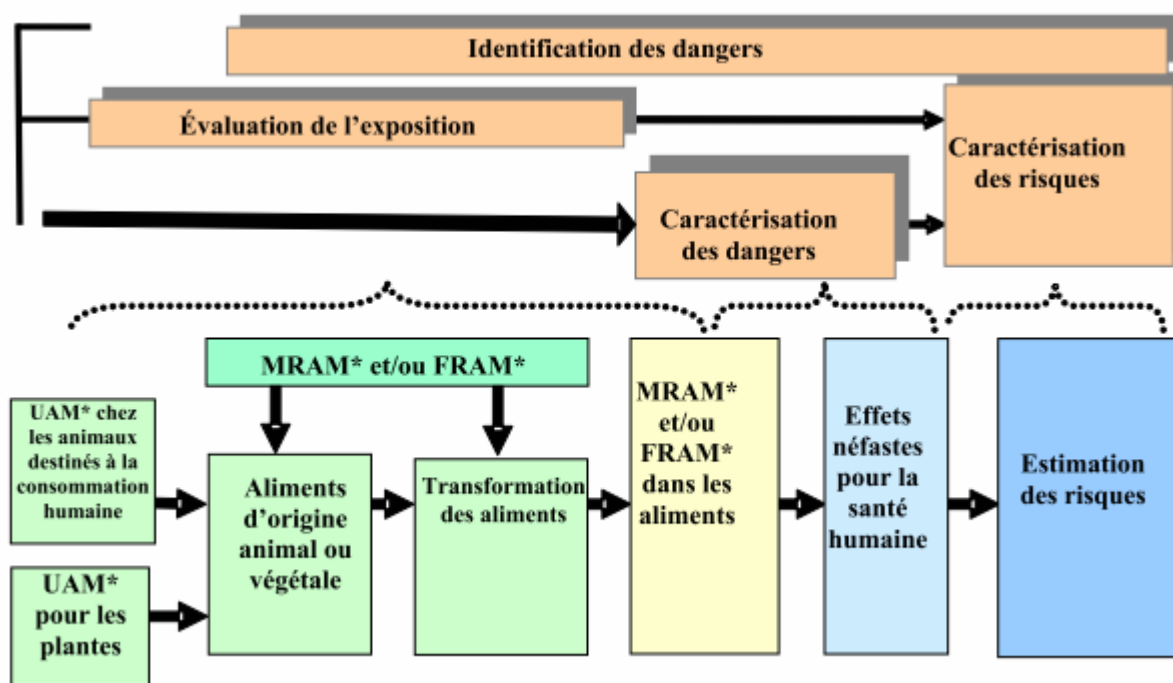 Identification des dangers
Évaluation de l’exposition
Caractérisation
des risques
Caractérisation
des dangers
MRAM* et/ou FRAM*
UAM* chez
les animaux
destinés à la
consommation
humaine
UAM*
pour les
plantes
Aliments
d’origine
animal ou
végétale
Transformation
des aliments
MRAM*
et/ou
FRAM*
dans les
aliments
Effets
néfastes
pour la
santé
humaine
Estimation
des risques